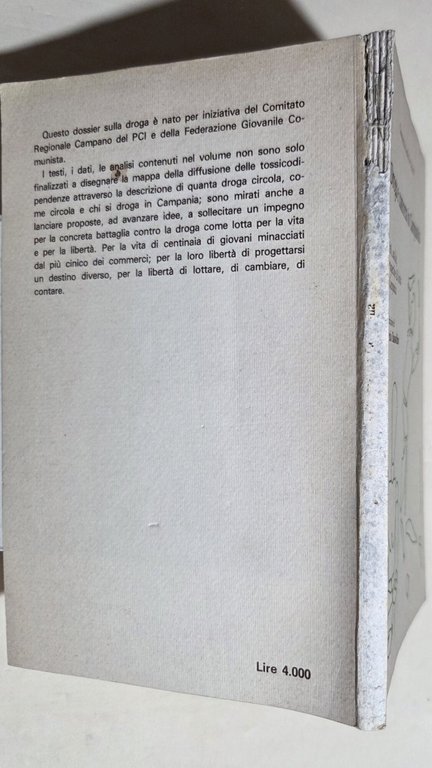 Questo dossier sulla droga è nato per iniziativa del Comitato
Regionale Campano del PCI e della Federazione Giovanile Co-
munista.
I testi, i dati, le analisi contenuti nel volume non sono solo
finalizzati a disegnare la mappa della diffusione delle tossicodi-
pendenze attraverso la descrizione di quanta droga circola, co-
me circola e chi si droga in Campania; sono mirati anche a
lanciare proposte, ad avanzare idee, a sollecitare un impegno
per la concreta battaglia contro la droga come lotta per la vita
e per la libertà. Per la vita di centinaia di giovani minacciati
dal più cinico dei commerci; per la loro libertà di progettarsi
un destino diverso, per la libertà di lottare, di cambiare, di
contare.
Lire 4.000